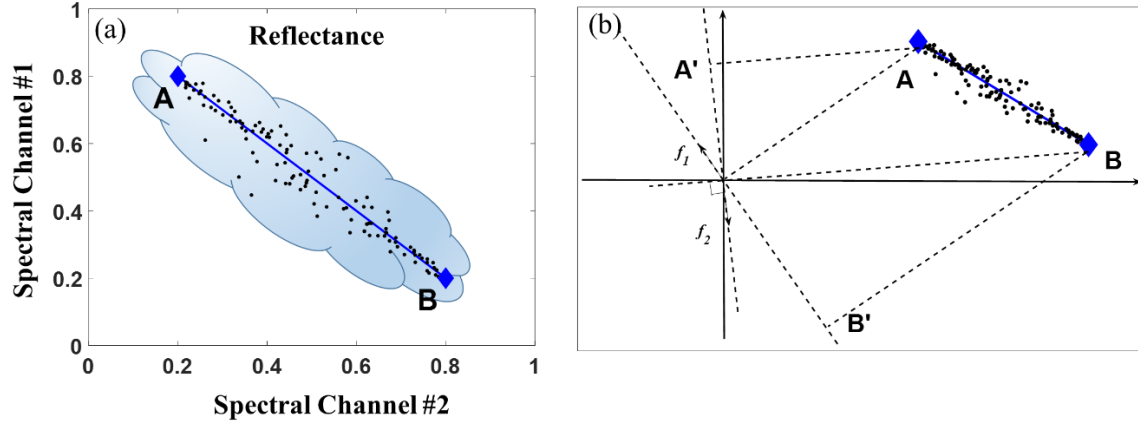 (a)
Reflectance
1
0.8
0.6
0.4
0.2
0
A
B
0
0.2
0.4
0.6
0.8
1
Spectral Channel #1
Spectral Channel #2
(b)
A'
A
B
f1
f2
B'